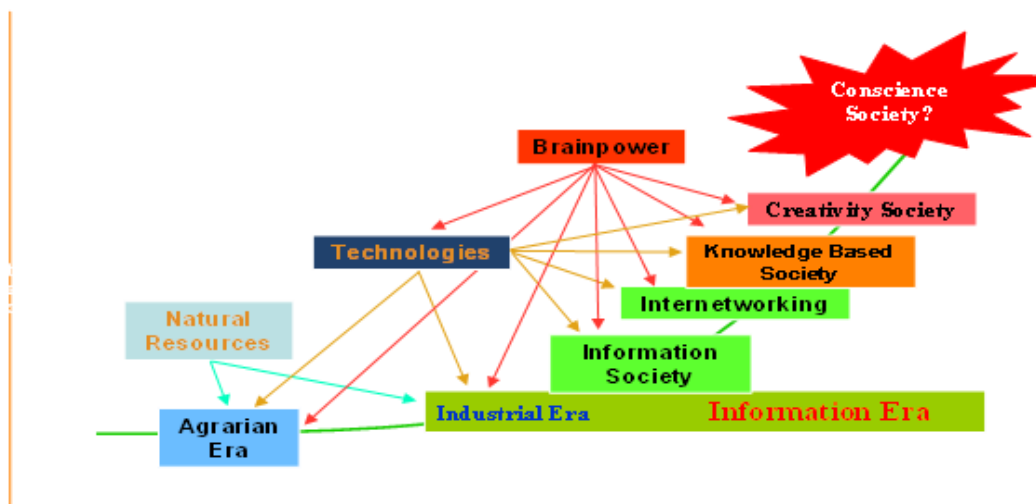 Conscience
Society?
Brainpower
Creativity Society
Technologies
Knowledge Based
Society
Internetworking
Natural
Resources
Information
Society
Industrial Era
Information Era
Agrarian
Era